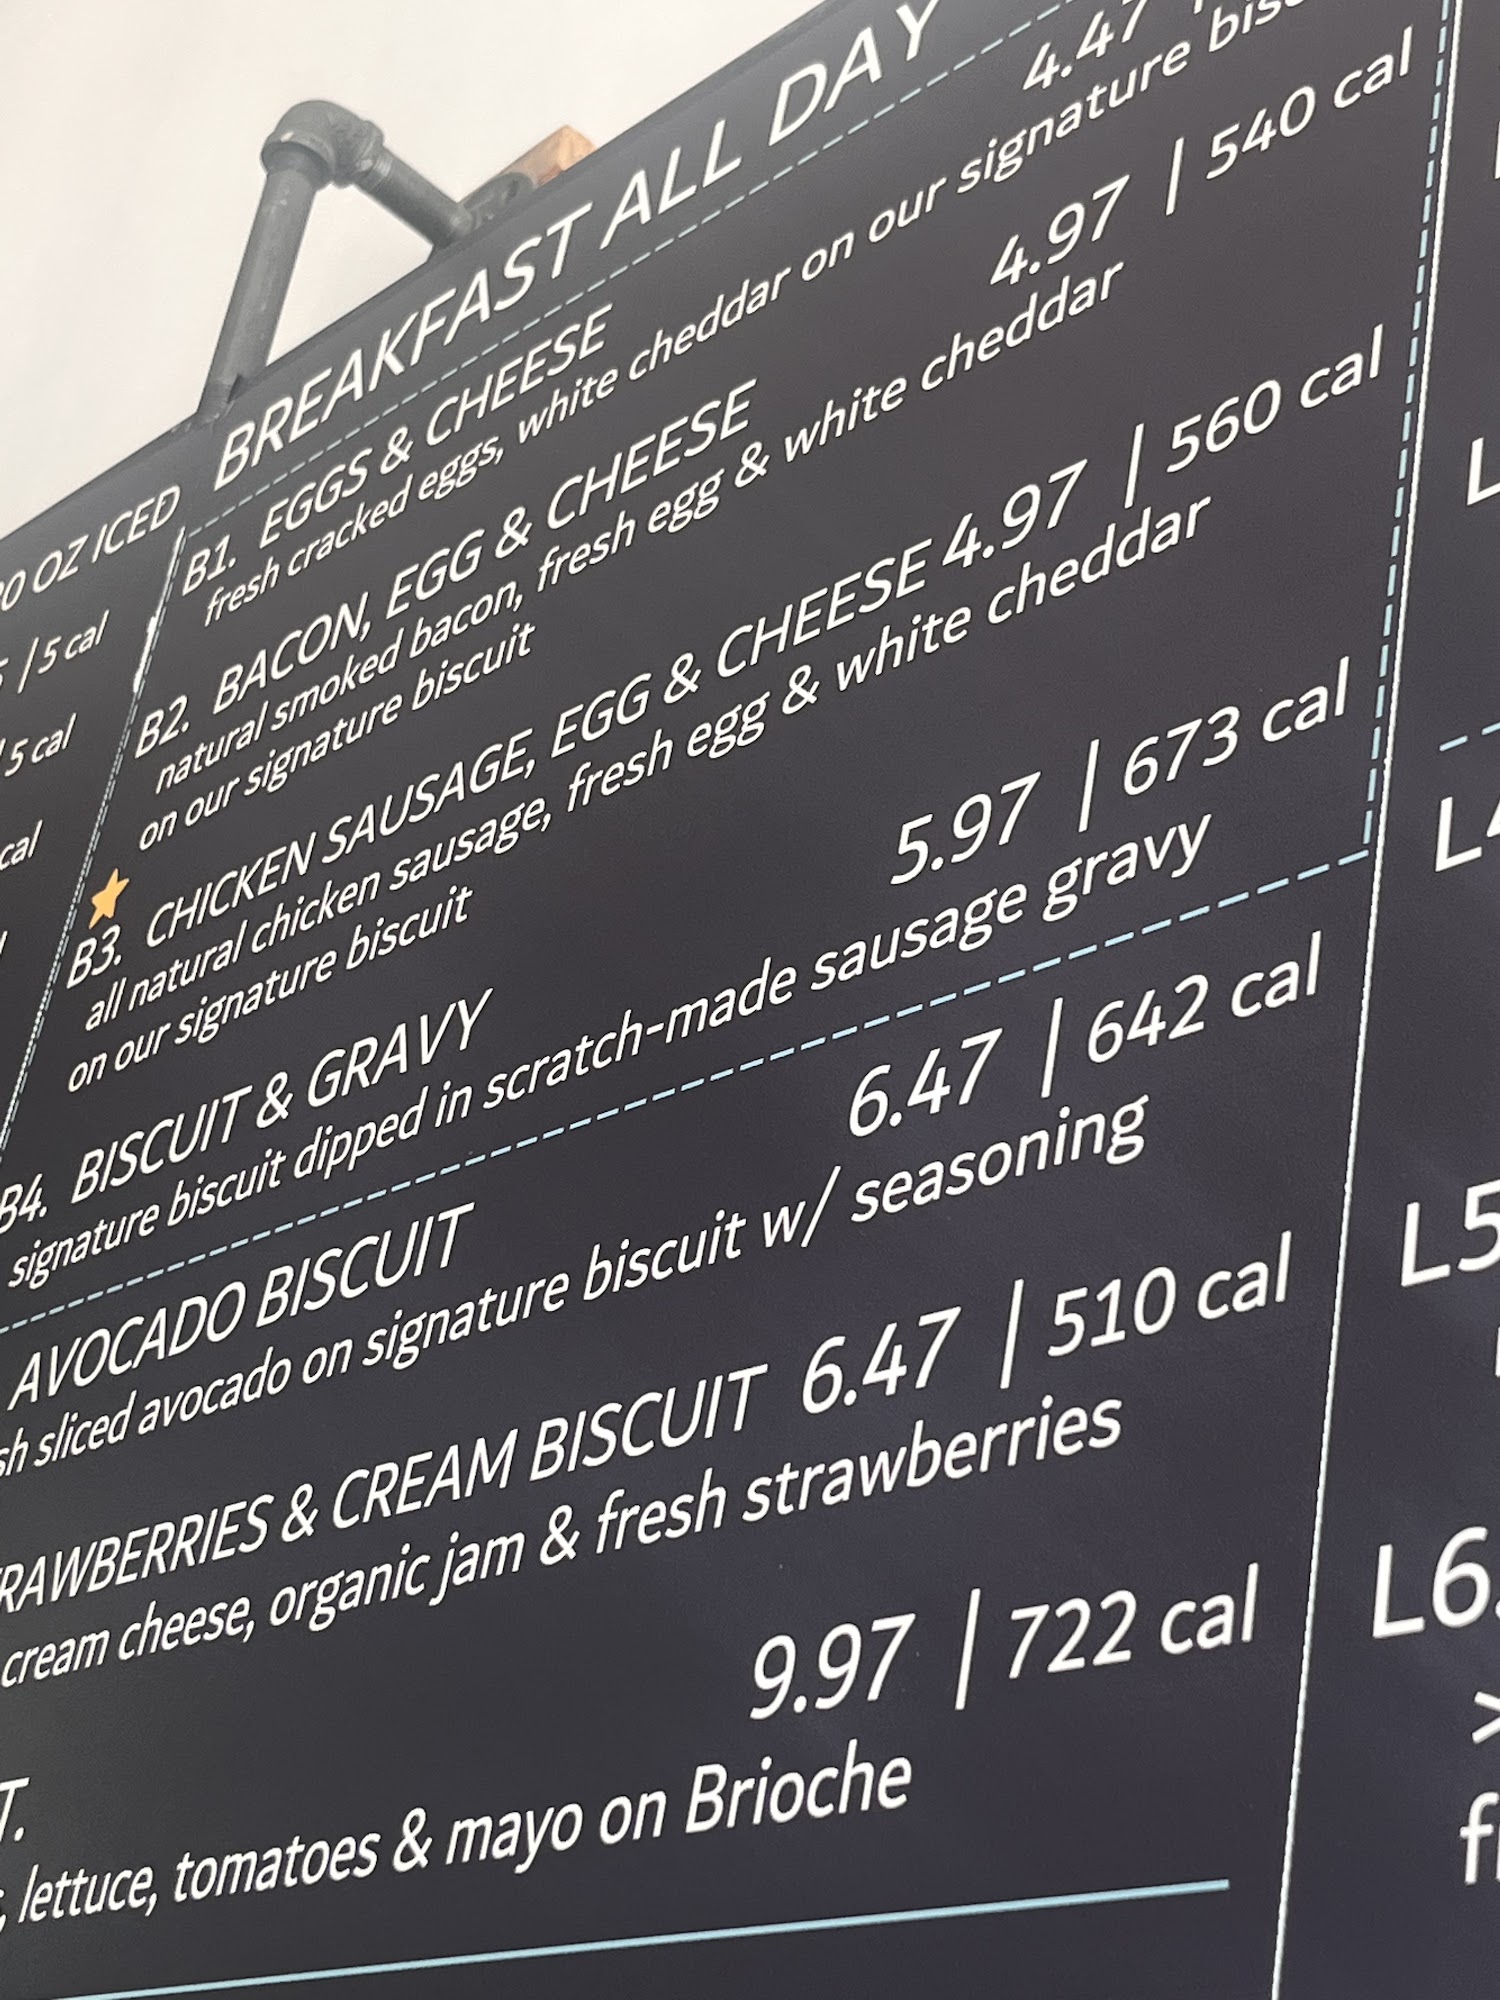 BREAKFAST ALL DAY
B1. EGGS & CHEESE 4.47
fresh cracked eggs, white cheddar on our signature
B2. BACON, EGG & CHEESE 4.97 | 540 cal
natural smoked bacon, fresh egg & white cheddar
on our signature biscuit
B3. CHICKEN SAUSAGE, EGG & CHEESE 4.97 | 560 cal
all natural chicken sausage, fresh egg & white cheddar
on our signature biscuit
B4. BISCUIT & GRAVY 5.97 | 673 cal
signature biscuit dipped in scratch-made sausage gravy
AVOCADO BISCUIT 6.47 | 642 cal
sliced avocado on signature biscuit w/ seasoning
& CREAM BISCUIT 6.47 | 510 cal
cream cheese, organic jam & fresh strawberries
9.97 | 722 cal
lettuce, tomatoes & mayo on Brioche
OZ ICED
| 5 cal
5 cal
cal
L5
L6.